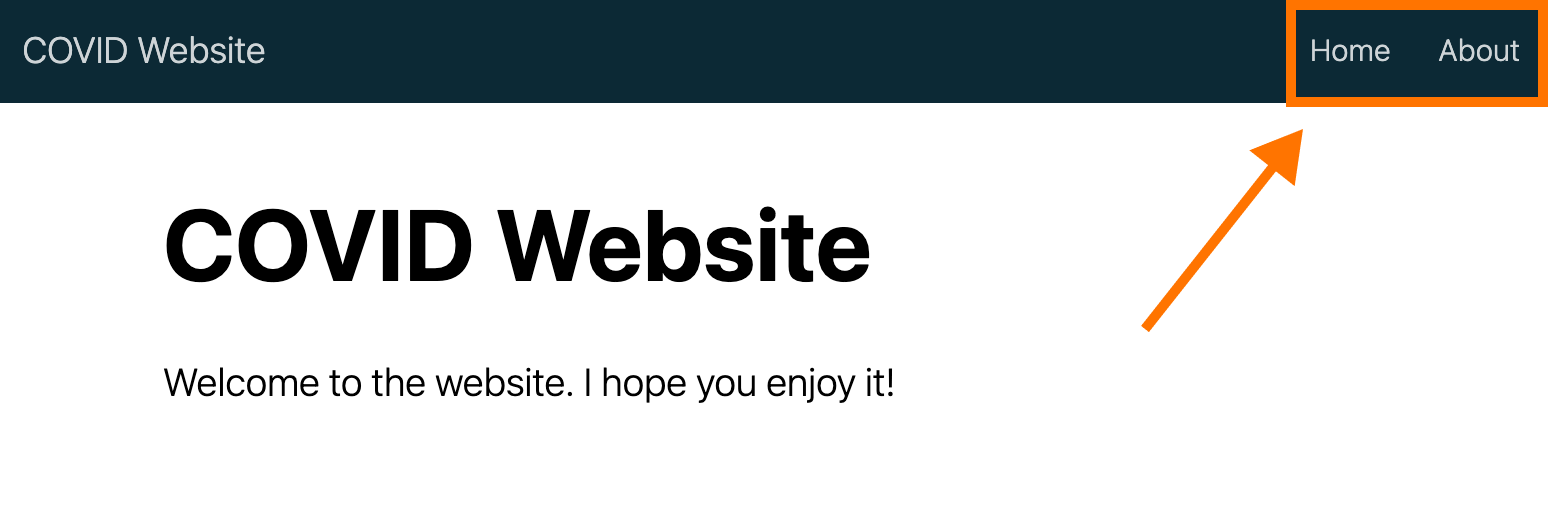 COVID Website Home About
COVID Website
Welcome to the website. I hope you enjoy it!